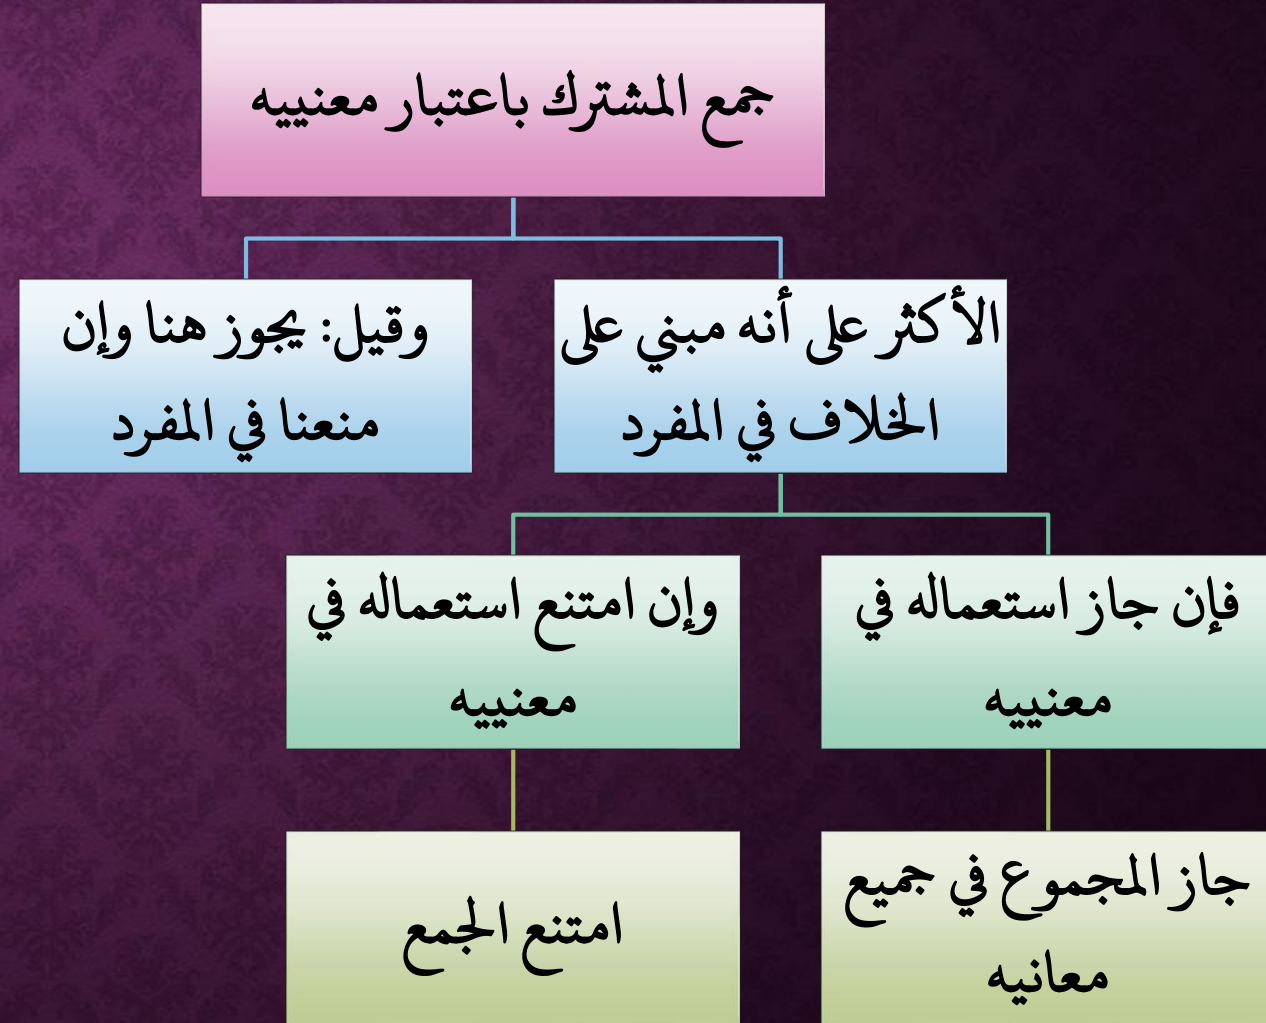 جمع المشترك باعتبار معنييه
الأكثر على أنه مبني على
الخلاف في المفرد
وقيل: يجوز هنا وإن
منعنا في المفرد
فإن جاز استعماله في
معنييه
وإن امتنع استعماله في
معنييه
جاز المجموع في جميع
معانيه
امتنع الجمع